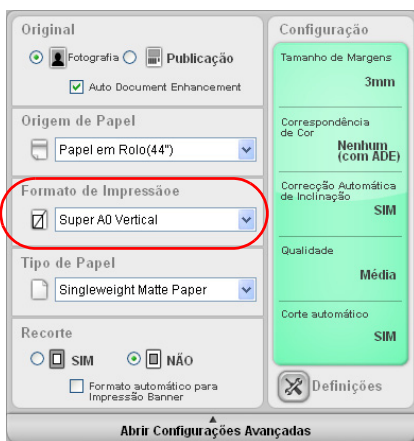 Original
Fotografia Publicação
Auto Document Enhancement
Origem de Papel
Papel em Rolo(44")
Formato de Impressãoe
Super A0 Vertical
Tipo de Papel
Singleweight Matte Paper
Recorte
SIM NÃO
Formato automático para
Impressão Banner
Configuração
Tamanho de Margens
3mm
Correspondência
de Cor
Nenhum
(com ADE)
Correcção Automática
de Inclinação
SIM
Qualidade
Média
Corte automático
SIM
Definições
Abrir Configurações Avançadas